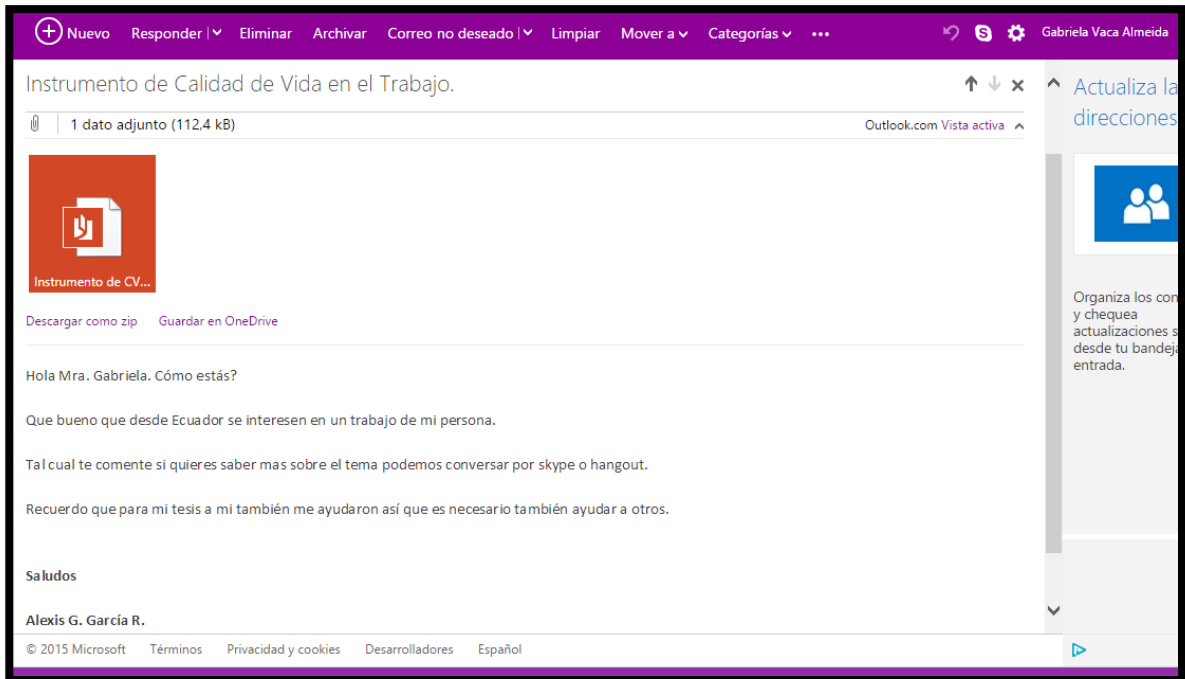 Nuevo Responder Eliminar Archivar Correo no deseado Limpiar Mover a Categorías ••• Gabriela Vaca Almeida
Instrumento de Calidad de Vida en el Trabajo.
1 dato adjunto (112,4 kB)
Outlook.com Vista activa
Instrumento de CV...
Descargar como zip Guardar en OneDrive
Hola Mra. Gabriela. Cómo estás?
Que bueno que desde Ecuador se interesen en un trabajo de mi persona.
Tal cual te comente si quieres saber mas sobre el tema podemos conversar por skype o hangout.
Recuerdo que para mi tesis a mi también me ayudaron así que es necesario también ayudar a otros.
Saludos
Alexis G. García R.
Actualiza la
direcciones
Organiza los con
y chequea
actualizaciones s
desde tu bandeja
entrada.
© 2015 Microsoft Términos Privacidad y cookies Desarrolladores Español